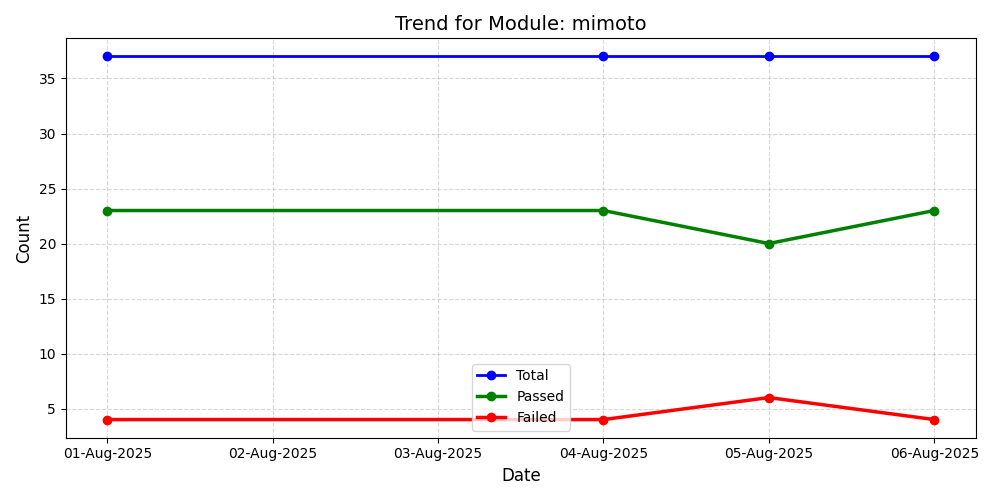 Trend for Module: mimoto
Count
35
30
25
20
15
10
5
Total
Passed
Failed
01-Aug-2025 02-Aug-2025 03-Aug-2025 04-Aug-2025 05-Aug-2025 06-Aug-2025
Date